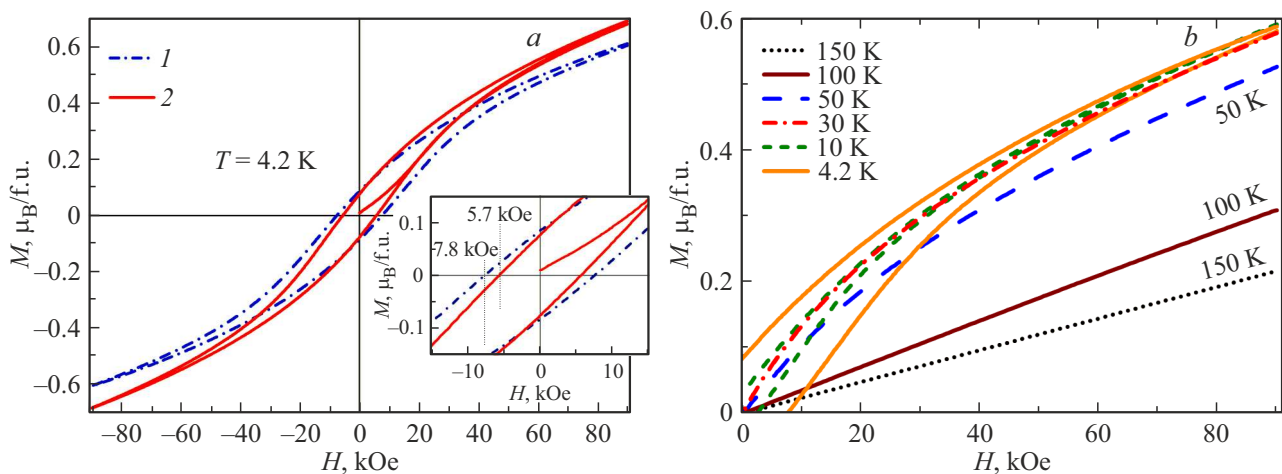 a
1
2
T = 4.2 K
M, μB/f.u.
0.6
0.4
0.2
0
–0.2
–0.4
–0.6
–80
–60
–40
–20
0
20
40
60
80
H, kOe
5.7 kOe
7.8 kOe
M, μB/f.u.
0.1
0
–0.1
–10
0
10
H, kOe
b
150 K
100 K
50 K
30 K
10 K
4.2 K
50 K
100 K
150 K
M, μB/f.u.
0.6
0.4
0.2
0
0
20
40
60
80
H, kOe